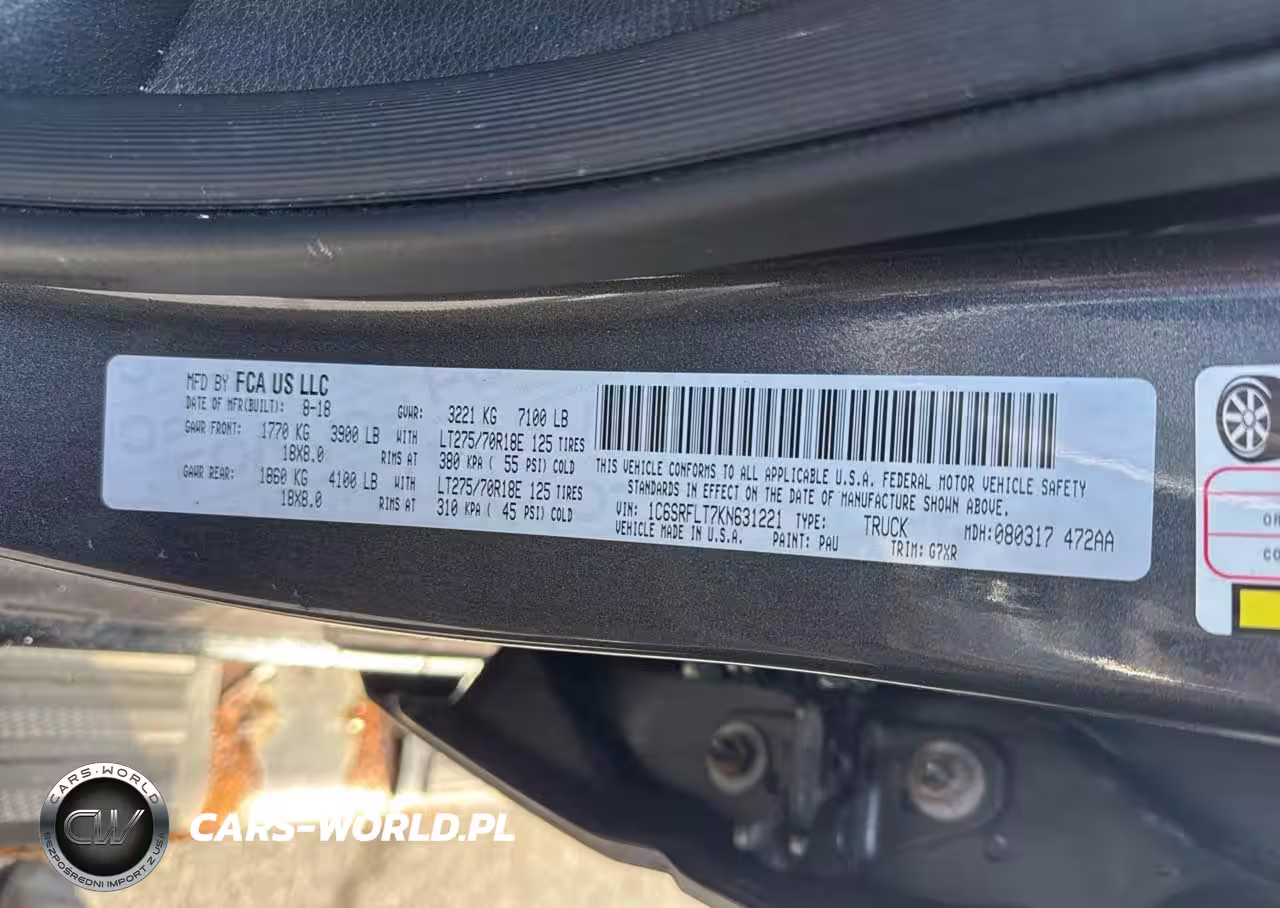 MFD BY FCA US LLC
DATE OF MFR(BUILT): 8-18 GVWR: 3221 KG 7100 LB
GAWR FRONT: 1770 KG 3900 LB WITH LT275/70R18E 125 TIRES
18X8.0 RIMS AT 380 KPA ( 55 PSI) COLD
GAWR REAR: 1860 KG 4100 LB WITH LT275/70R18E 125 TIRES
18X8.0 RIMS AT 310 KPA ( 45 PSI) COLD
THIS VEHICLE CONFORMS TO ALL APPLICABLE U.S.A. FEDERAL MOTOR VEHICLE SAFETY
STANDARDS IN EFFECT ON THE DATE OF MANUFACTURE SHOWN ABOVE.
VIN: 1C6SRFLT7KN631221 TYPE: TRUCK MDH:080317 472AA
VEHICLE MADE IN U.S.A. PAINT: PAU TRIM: G7XR
CARS-WORLD
CW
BEZPOŚREDNI IMPORT Z USA
CARS-WORLD.PL